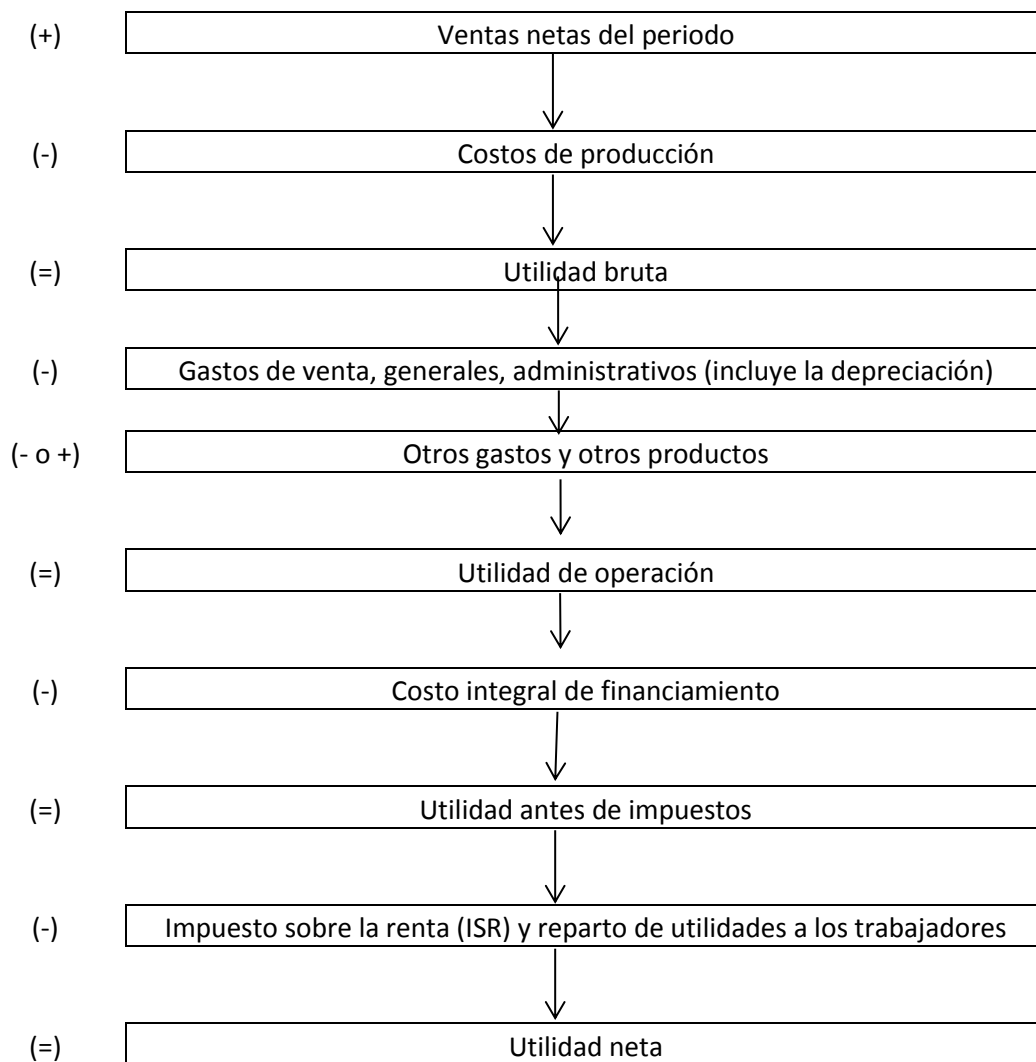 (+) Ventas netas del periodo
(-) Costos de producción
(=) Utilidad bruta
(-) Gastos de venta, generales, administrativos (incluye la depreciación)
(- o +) Otros gastos y otros productos
(=) Utilidad de operación
(-) Costo integral de financiamiento
(=) Utilidad antes de impuestos
(-) Impuesto sobre la renta (ISR) y reparto de utilidades a los trabajadores
(=) Utilidad neta